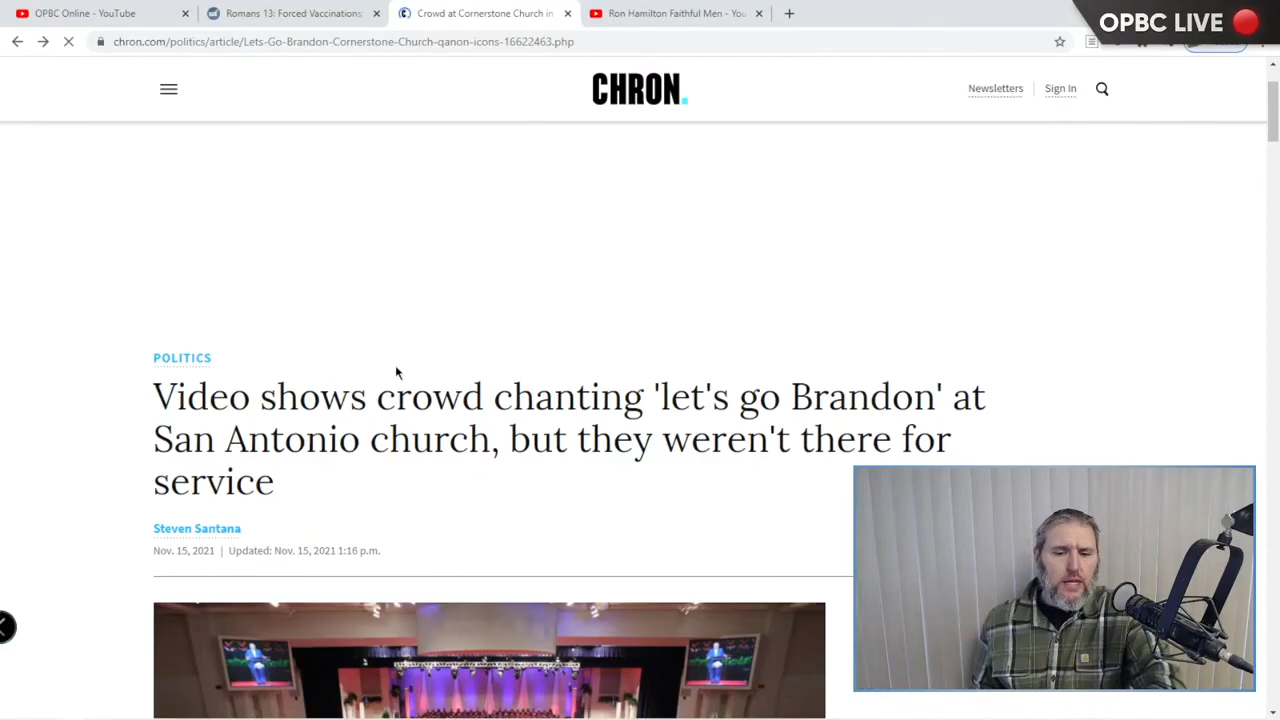 OPBC Online - YouTube
Romans 13: Forced Vaccinations,
Crowd at Cornerstone Church in
Ron Hamilton Faithful Men - You
OPBC LIVE
chron.com/politics/article/Lets-Go-Brandon-Cornerstone-Church-qanon-icons-16622463.php
CHRON.
Newsletters
Sign In
POLITICS
Video shows crowd chanting 'let's go Brandon' at
San Antonio church, but they weren't there for
service
Steven Santana
Nov. 15, 2021 | Updated: Nov. 15, 2021 1:16 p.m.